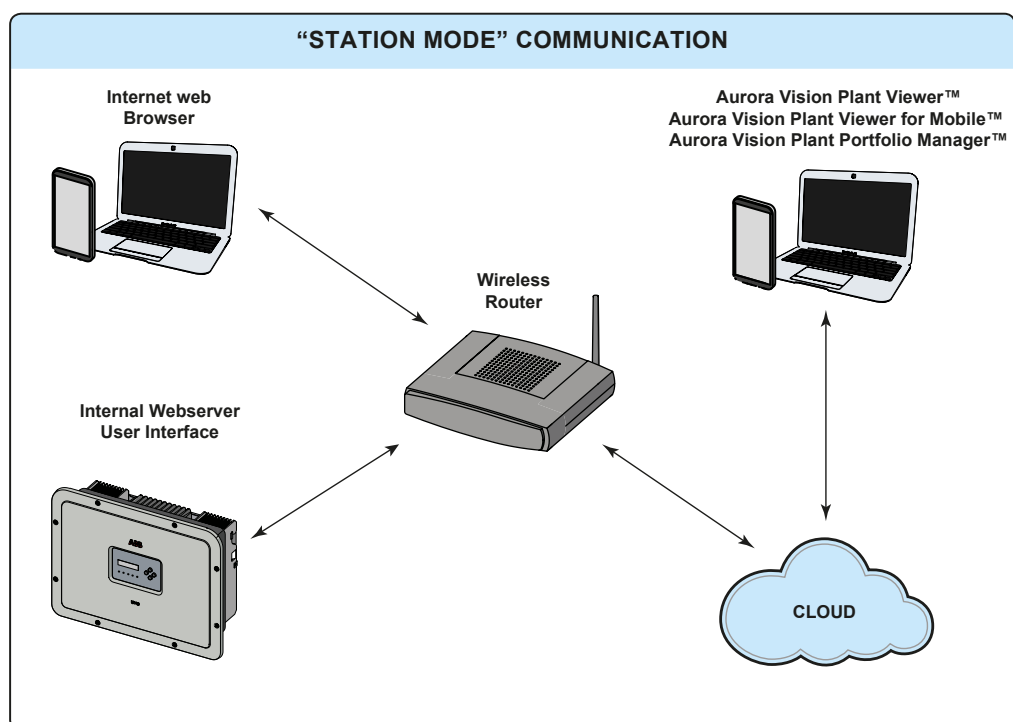 “STATION MODE” COMMUNICATION
Internet web
Browser
Aurora Vision Plant Viewer™
Aurora Vision Plant Viewer for Mobile™
Aurora Vision Plant Portfolio Manager™
Wireless
Router
Internal Webserver
User Interface
ABB
CLOUD